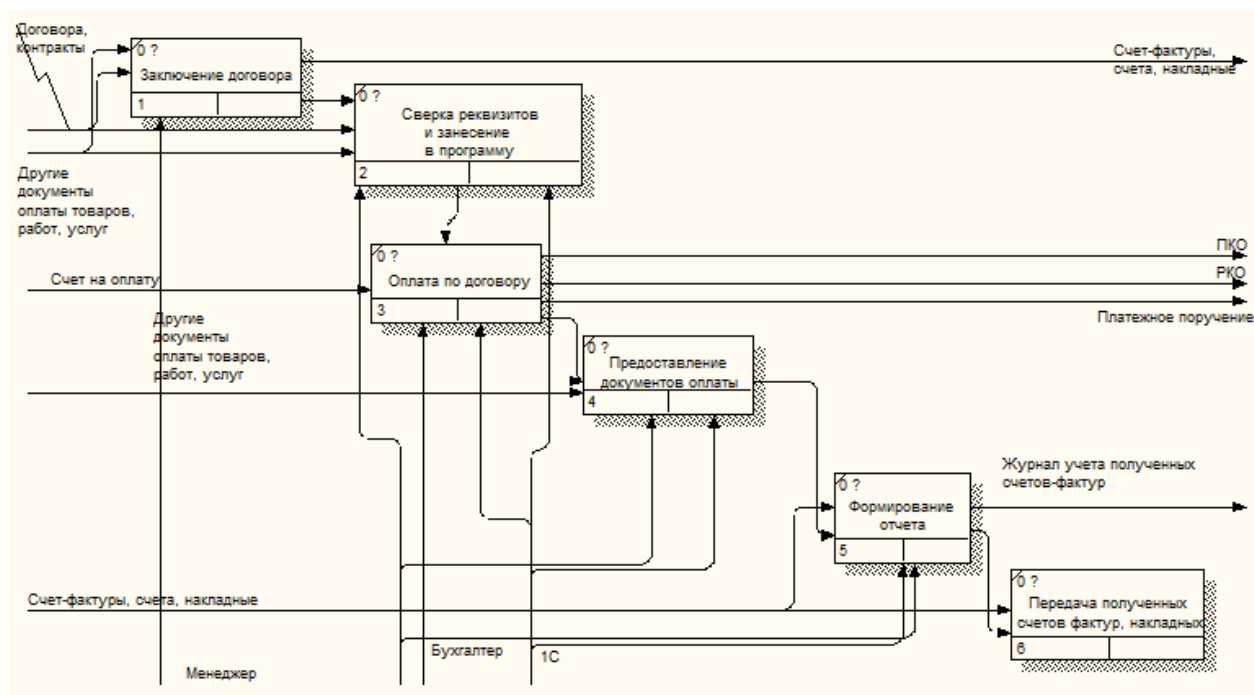 Договора,
контракты
0 ?
Заключение договора
1
Счет-фактуры,
счета, накладные
0 ?
Сверка реквизитов
и занесение
в программу
2
Другие
документы
оплаты товаров,
работ, услуг
0 ?
Оплата по договору
3
ПКО
РКО
Платежное поручение
Счет на оплату
Другие
документы
оплаты товаров,
работ, услуг
0 ?
Предоставление
документов оплаты
4
Журнал учета полученных
счетов-фактур
0 ?
Формирование
отчета
5
Счет-фактуры, счета, накладные
0 ?
Передача полученных
счетов фактур, накладных
6
Бухгалтер
1С
Менеджер